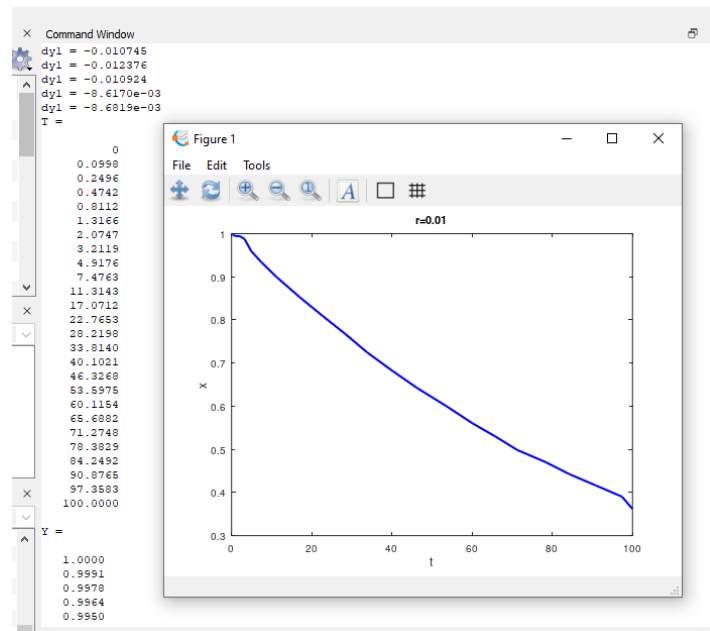 Command Window
dy1 = -0.010745
dy1 = -0.012376
dy1 = -0.010924
dy1 = -8.6170e-03
dy1 = -8.6819e-03
T =
0
0.0998
0.2496
0.4742
0.8112
1.3166
2.0747
3.2119
4.9176
7.4763
11.3143
17.0712
22.7653
28.2198
33.8140
40.1021
46.3268
53.5975
60.1154
65.6882
71.2748
78.3829
84.2492
90.8765
97.3583
100.0000
Y =
1.0000
0.9991
0.9978
0.9964
0.9950
Figure 1
File Edit Tools
A
r=0.01
1
0.9
0.8
0.7
0.6
0.5
0.4
0.3
x
0 20 40 60 80 100
t